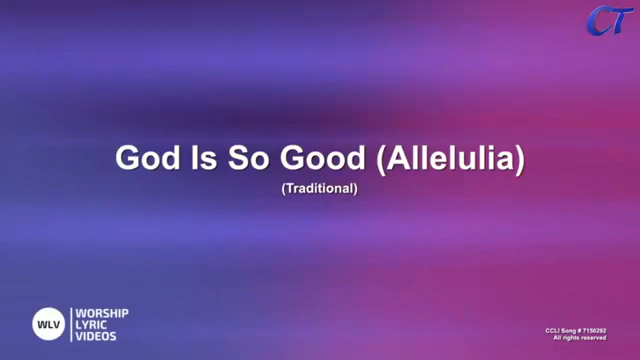 CT
God Is So Good (Allelulia)
(Traditional)
WLV
WORSHIP
LYRIC
VIDEOS
CCLI Song # 7150292
All rights reserved